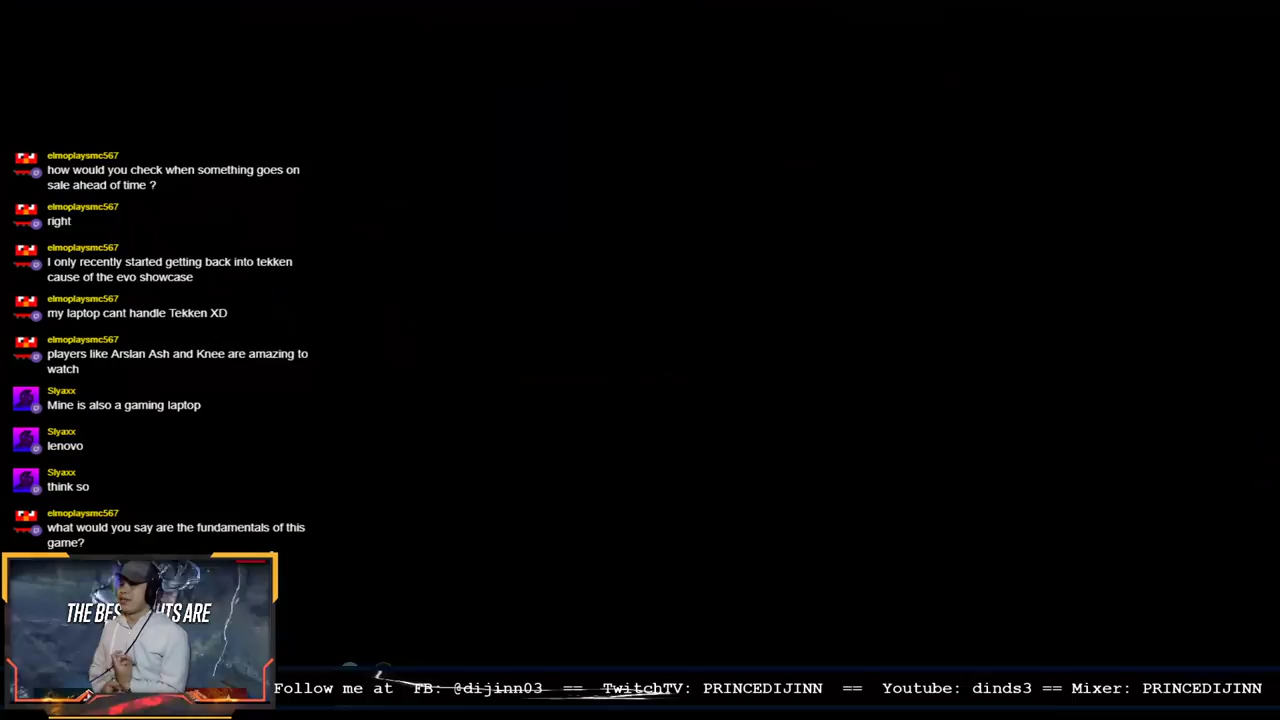 elmoplaysmc567
how would you check when something goes on
sale ahead of time ?
elmoplaysmc567
right
elmoplaysmc567
I only recently started getting back into tekken
cause of the evo showcase
elmoplaysmc567
my laptop cant handle Tekken XD
elmoplaysmc567
players like Arslan Ash and Knee are amazing to
watch
Slyaxx
Mine is also a gaming laptop
Slyaxx
lenovo
Slyaxx
think so
elmoplaysmc567
what would you say are the fundamentals of this
game?
THE ARE
Follow me at FB: @dijinn03 == TwitchTV: PRINCEDIJINN == Youtube: dinds3 == Mixer: PRINCEDIJINN